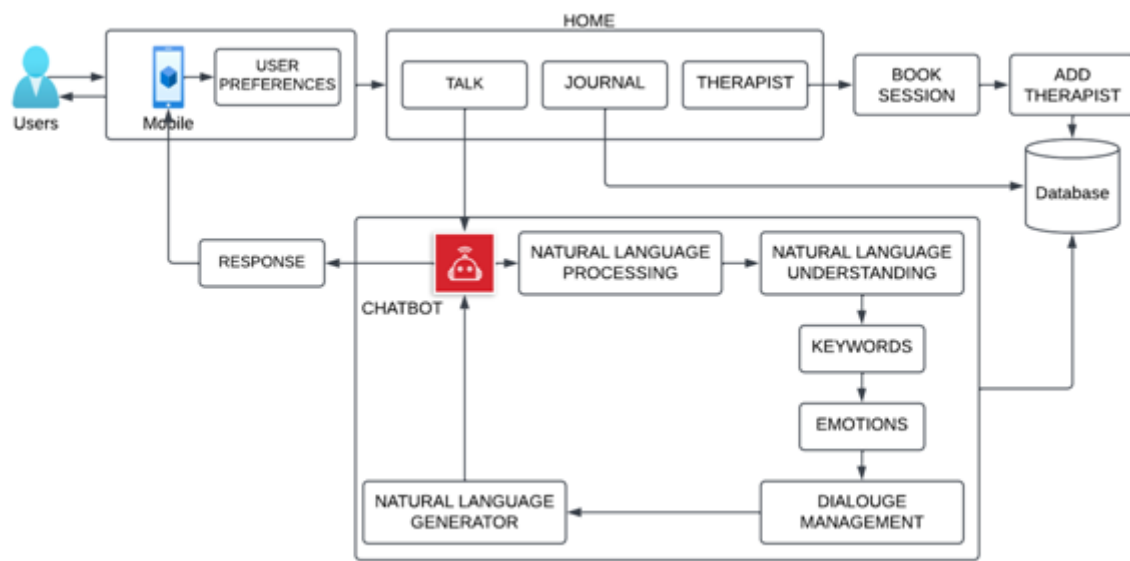 HOME
USER
PREFERENCES
TALK
JOURNAL
THERAPIST
BOOK
SESSION
ADD
THERAPIST
Users
Mobile
Database
RESPONSE
CHATBOT
NATURAL LANGUAGE
PROCESSING
NATURAL LANGUAGE
UNDERSTANDING
KEYWORDS
EMOTIONS
NATURAL LANGUAGE
GENERATOR
DIALOUGE
MANAGEMENT